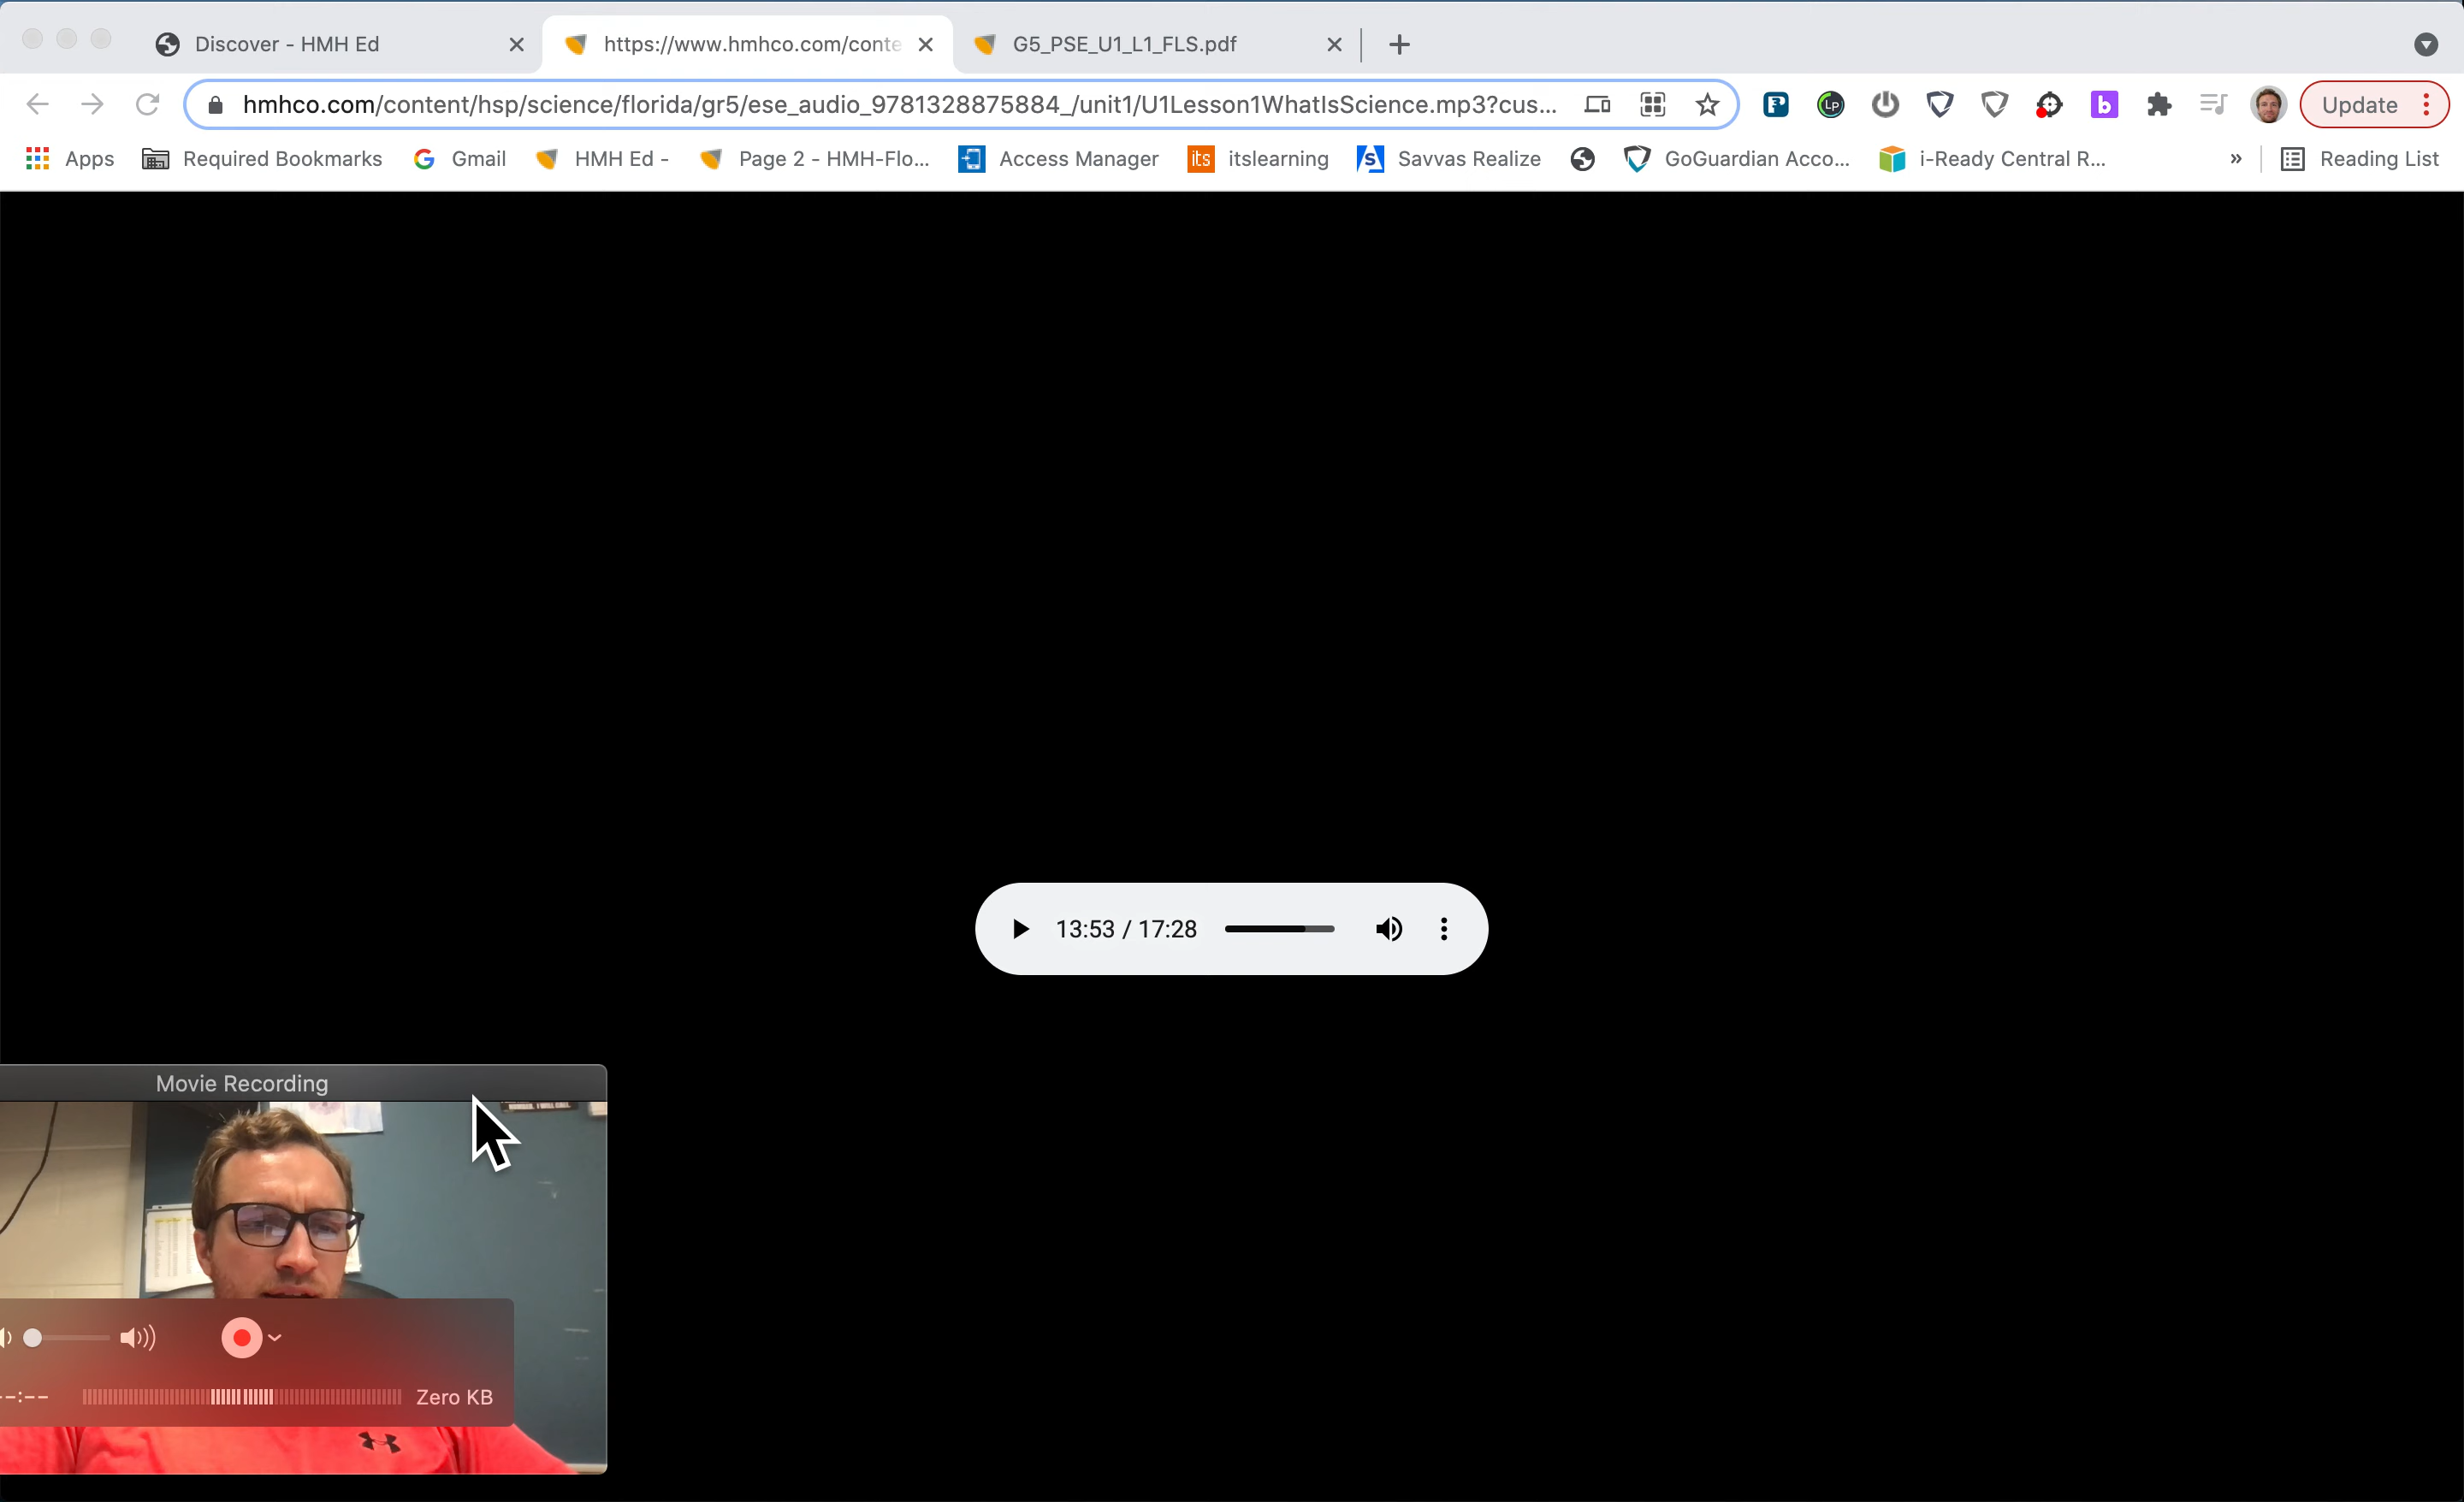 Discover - HMH Ed
https://www.hmhco.com/conte
G5_PSE_U1_L1_FLS.pdf
hmhco.com/content/hsp/science/florida/gr5/ese_audio_9781328875884_/unit1/U1Lesson1WhatIsScience.mp3?cus...
LP
b
Update
Apps
Required Bookmarks
Gmail
HMH Ed -
Page 2 - HMH-Flo...
Access Manager
its
itslearning
S
Savvas Realize
GoGuardian Acco...
i-Ready Central R...
»
Reading List
13:53 / 17:28
Movie Recording
--:--
Zero KB